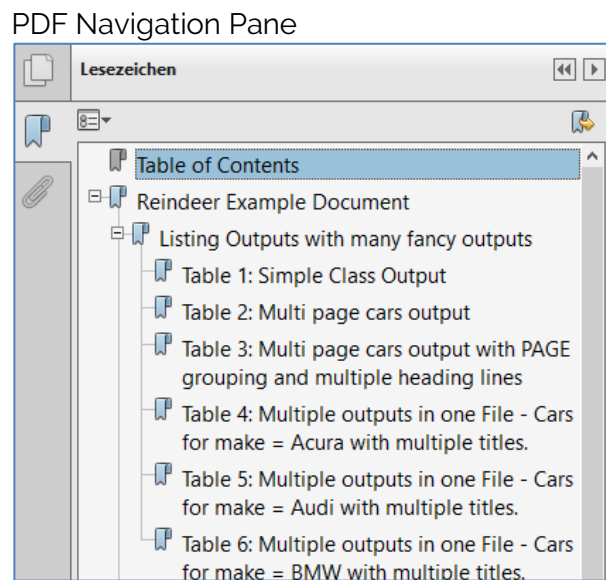 PDF Navigation Pane
Lesezeichen
Table of Contents
Reindeer Example Document
Listing Outputs with many fancy outputs
Table 1: Simple Class Output
Table 2: Multi page cars output
Table 3: Multi page cars output with PAGE
grouping and multiple heading lines
Table 4: Multiple outputs in one File - Cars
for make = Acura with multiple titles.
Table 5: Multiple outputs in one File - Cars
for make = Audi with multiple titles.
Table 6: Multiple outputs in one File - Cars
for make = BMW with multiple titles.